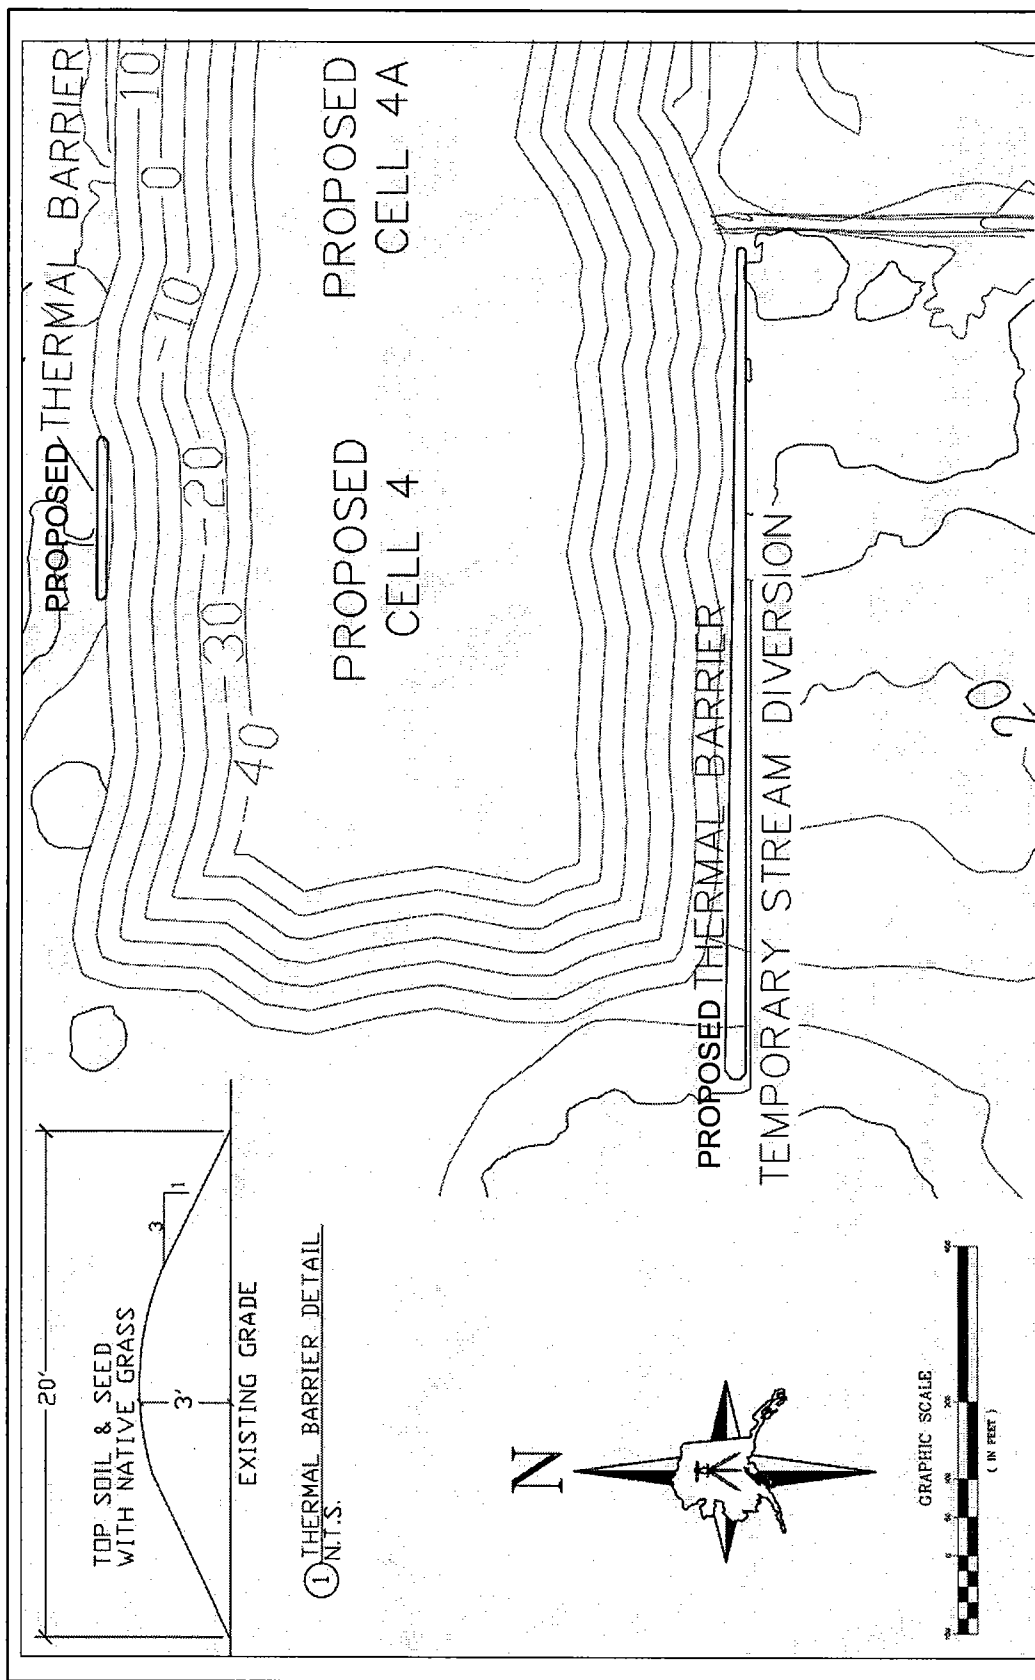 20'
TOP SOIL & SEED
WITH NATIVE GRASS
3
1
3'
EXISTING GRADE
1
THERMAL BARRIER DETAIL
N.T.S.
N
GRAPHIC SCALE
( IN FEET )
PROPOSED THERMAL BARRIER
10
0
-10
-20
-30
-40
PROPOSED
CELL 4
PROPOSED
CELL 4A
PROPOSED THERMAL BARRIER
TEMPORARY STREAM DIVERSION
20